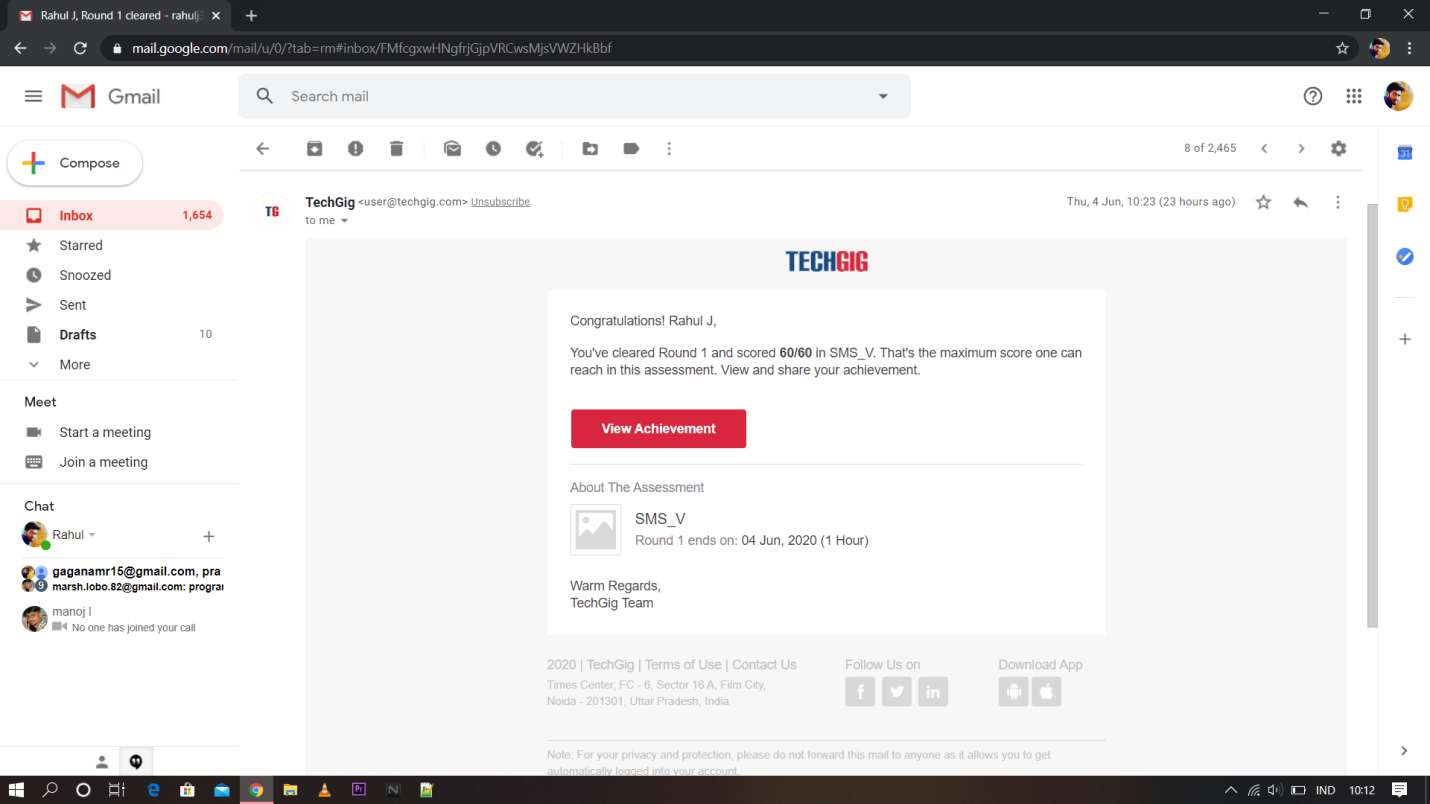 Rahul J, Round 1 cleared - rahulj
mail.google.com/mail/u/0/?tab=rm#inbox/FMfcgxwHNgfrjGjpVRCwsMjsVWZHkBbf
Gmail
Search mail
Compose
8 of 2,465
31
Inbox 1,654
Starred
Snoozed
Sent
Drafts 10
More
Meet
Start a meeting
Join a meeting
Chat
Rahul
gaganamr15@gmail.com, pra
9 marsh.lobo.82@gmail.com: program
manoj l
No one has joined your call
TG
TechGig <user@techgig.com> Unsubscribe
Thu, 4 Jun, 10:23 (23 hours ago)
to me
TECHGIG
Congratulations! Rahul J,
You've cleared Round 1 and scored 60/60 in SMS_V. That's the maximum score one can
reach in this assessment. View and share your achievement.
View Achievement
About The Assessment
SMS_V
Round 1 ends on: 04 Jun, 2020 (1 Hour)
Warm Regards,
TechGig Team
2020 | TechGig | Terms of Use | Contact Us
Times Center, FC - 6, Sector 16 A, Film City,
Noida - 201301, Uttar Pradesh, India
Follow Us on
Download App
Note: For your privacy and protection, please do not forward this mail to anyone as it allows you to get
automatically logged into your account.
Pr
N
IND
10:12